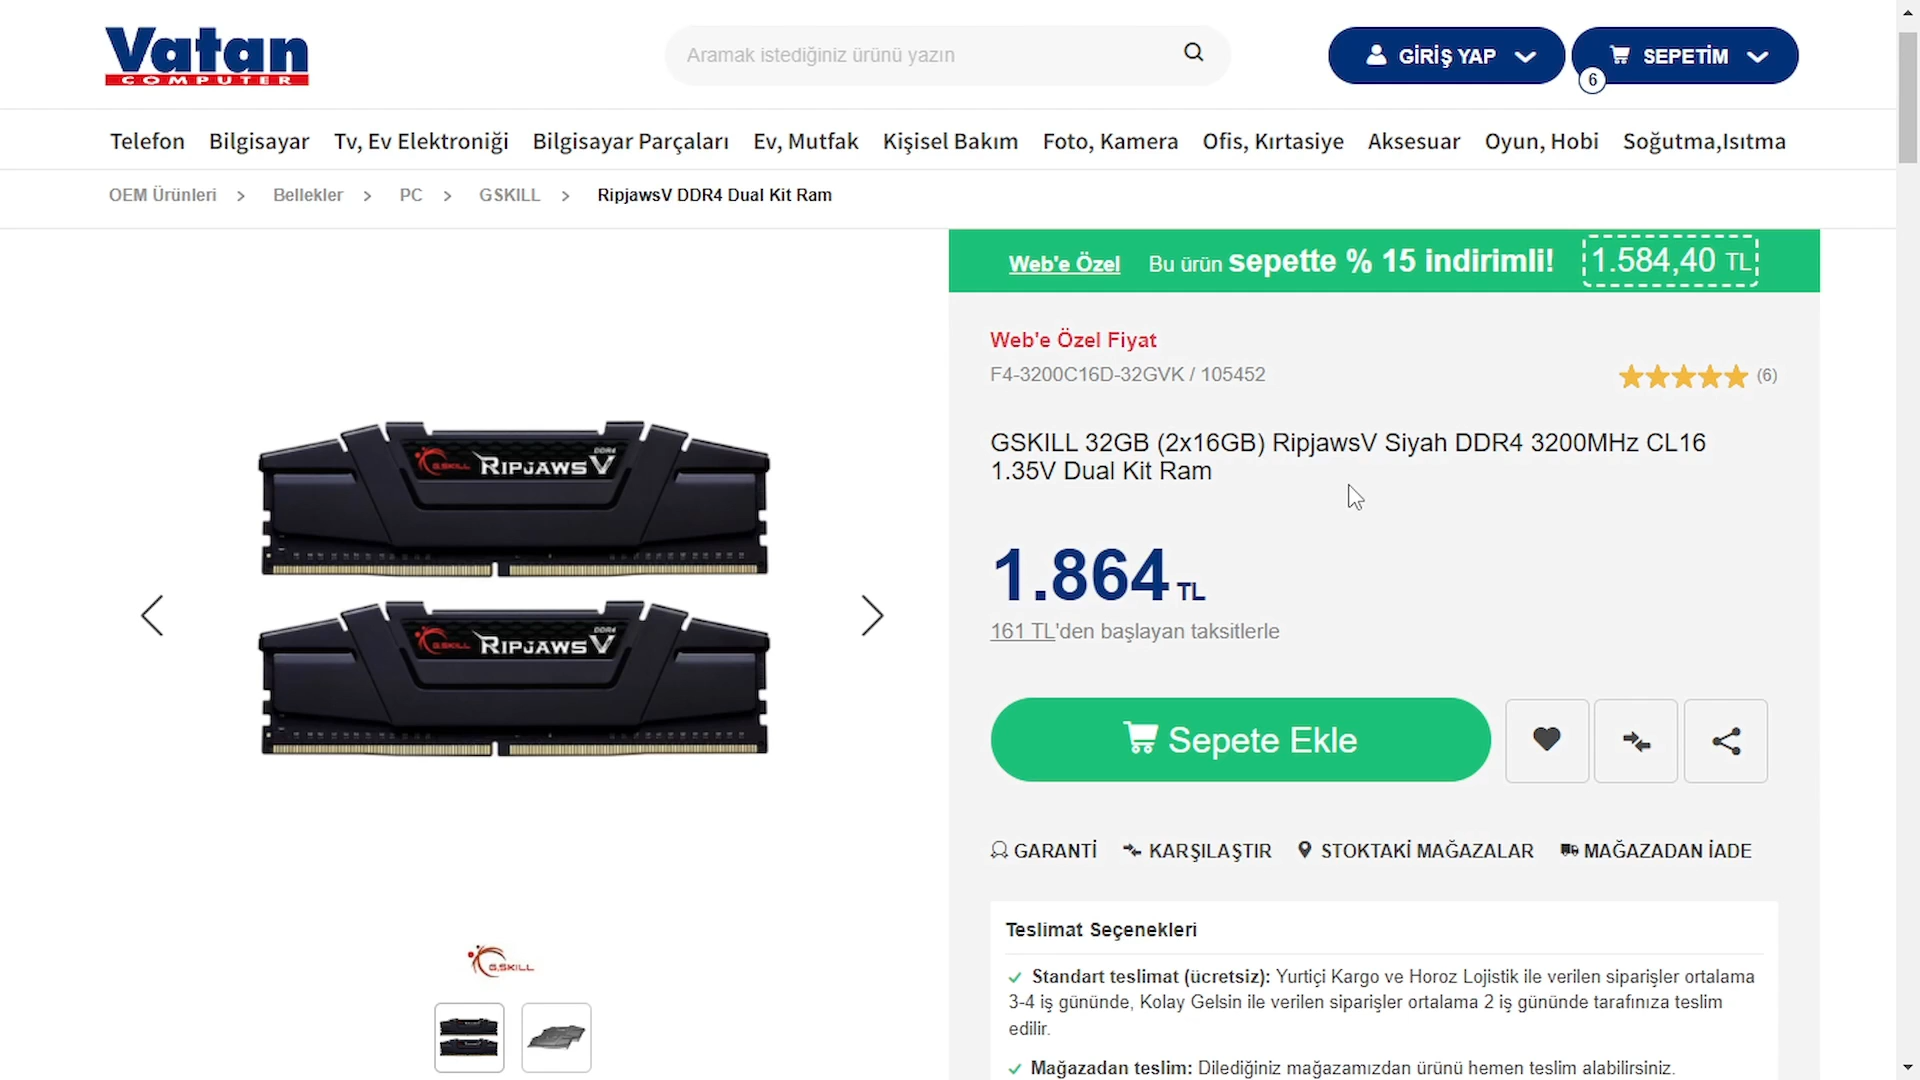 Vatan
COMPUTER
Aramak istediğiniz ürünü yazın
GİRİŞ YAP
SEPETİM
6
Telefon Bilgisayar Tv, Ev Elektroniği Bilgisayar Parçaları Ev, Mutfak Kişisel Bakım Foto, Kamera Ofis, Kırtasiye Aksesuar Oyun, Hobi Soğutma,Isıtma
OEM Ürünleri > Bellekler > PC > GSKILL > RipjawsV DDR4 Dual Kit Ram
Web'e Özel Bu ürün sepette % 15 indirimli! 1.584,40 TL
Web'e Özel Fiyat
F4-3200C16D-32GVK / 105452
(6)
GSKILL 32GB (2x16GB) RipjawsV Siyah DDR4 3200MHz CL16
1.35V Dual Kit Ram
1.864 TL
161 TL'den başlayan taksitlerle
Sepete Ekle
GARANTİ KARŞILAŞTIR STOKTAKİ MAĞAZALAR MAĞAZADAN İADE
Teslimat Seçenekleri
Standart teslimat (ücretsiz): Yurtiçi Kargo ve Horoz Lojistik ile verilen siparişler ortalama
3-4 iş gününde, Kolay Gelsin ile verilen siparişler ortalama 2 iş gününde tarafınıza teslim
edilir.
Mağazadan teslim: Dilediğiniz mağazamızdan ürünü hemen teslim alabilirsiniz.
G.SKILL RIPJAWS V DDR4
G.SKILL RIPJAWS V DDR4
G.SKILL